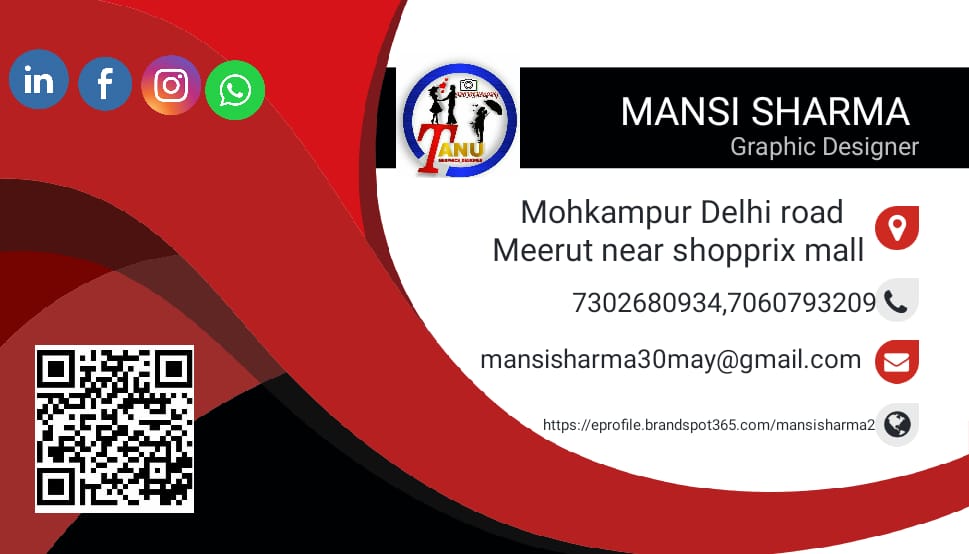 in
f
TANU
MANSI SHARMA
Graphic Designer
Mohkampur Delhi road
Meerut near shopprix mall
7302680934,7060793209
mansisharma30may@gmail.com
https://eprofile.brandspot365.com/mansisharma2